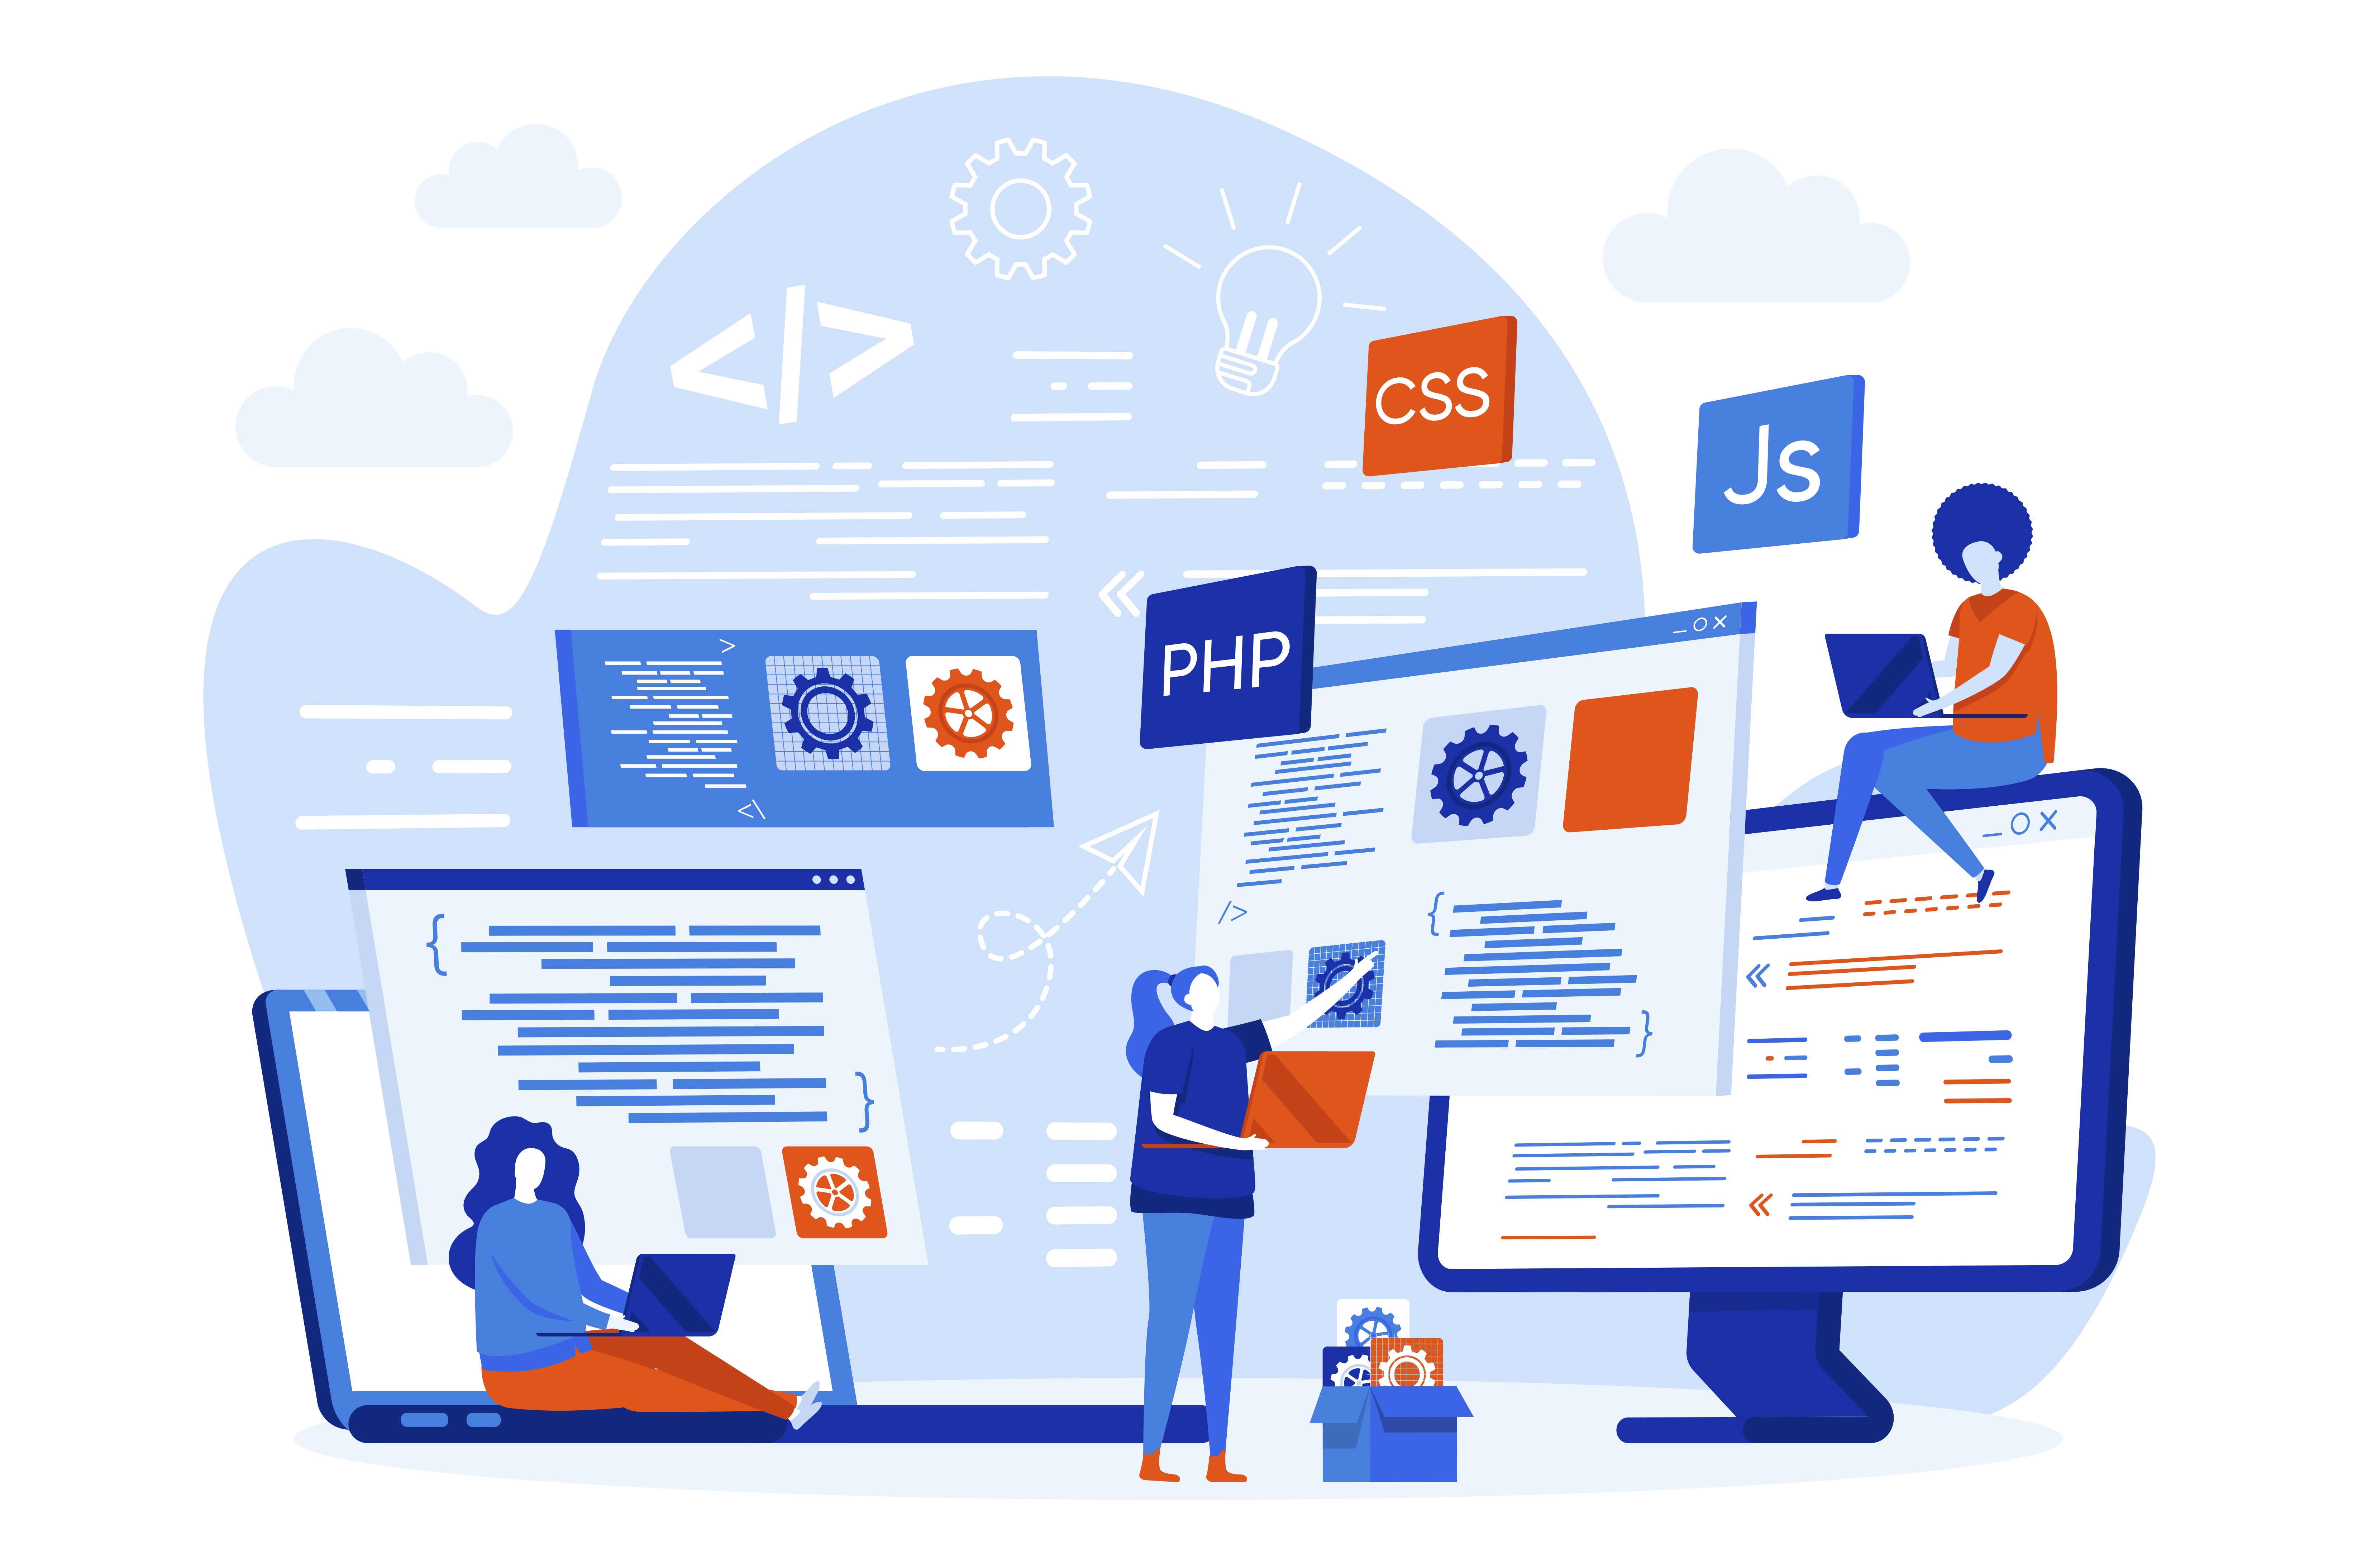 </>
CSS
JS
PHP
>
<\
/>
{
}
{
}